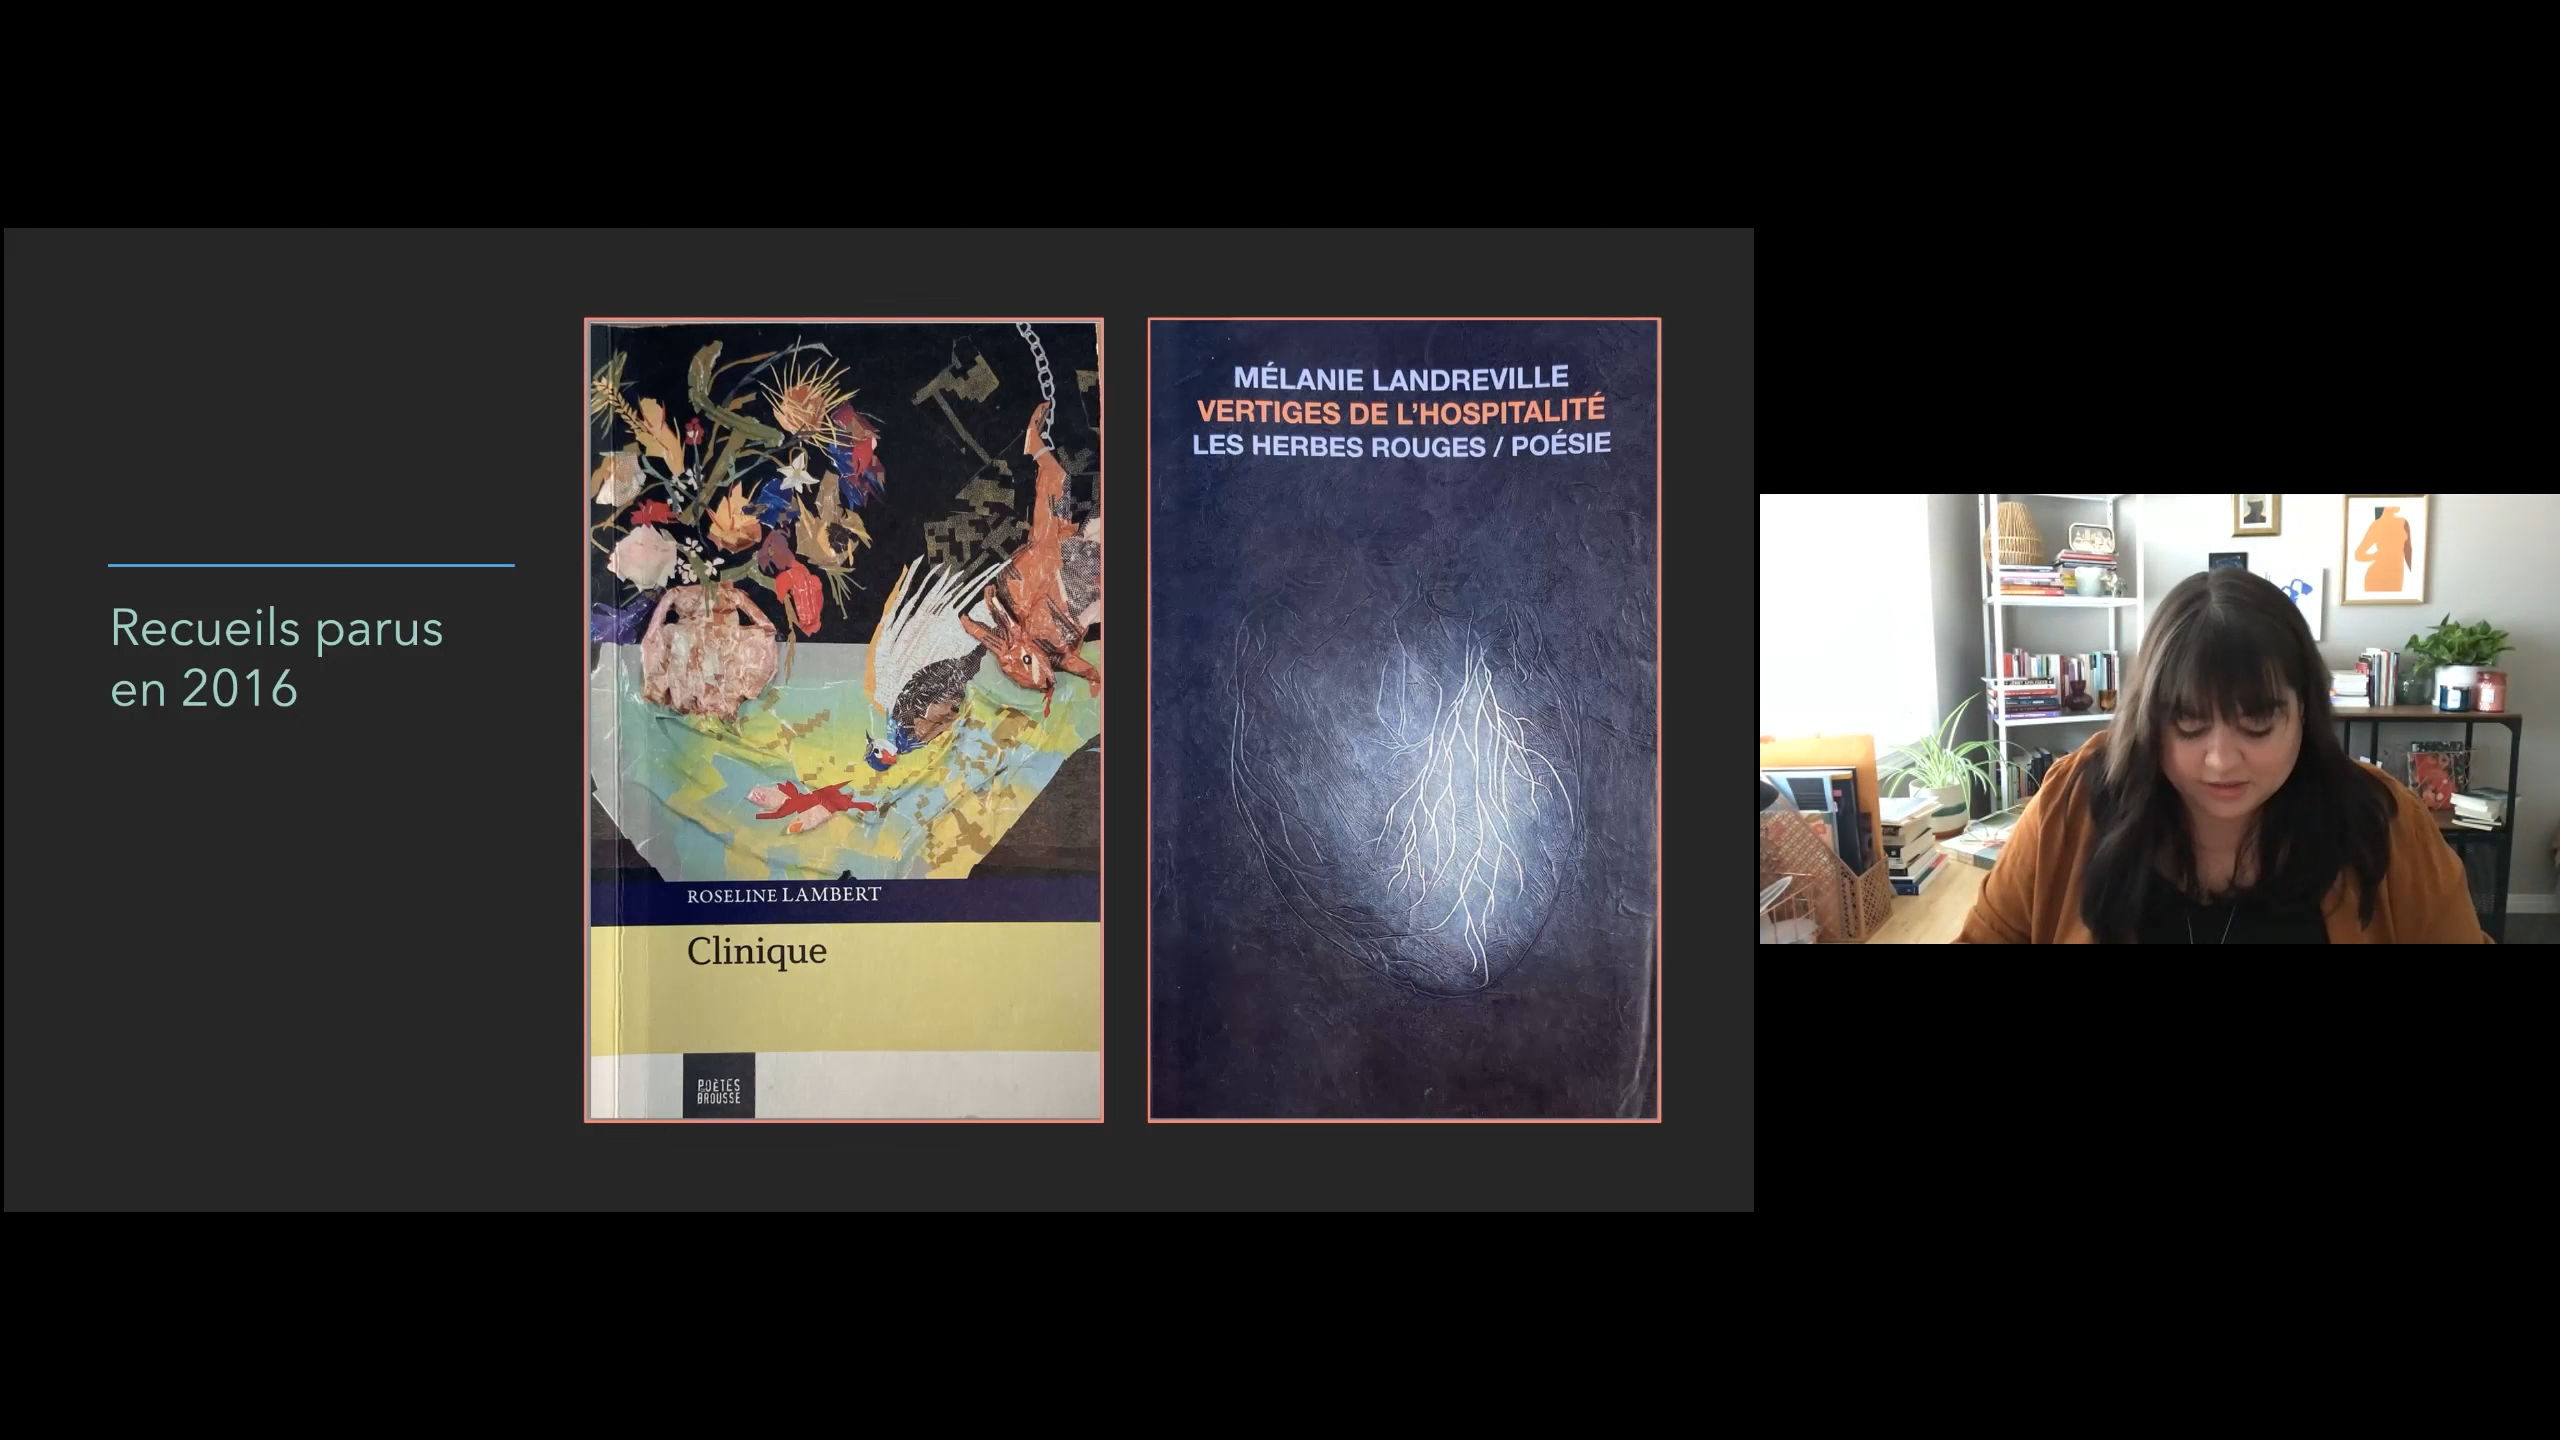 Recueils parus
en 2016
ROSELINE LAMBERT
Clinique
POÈTES
BROUSSE
MÉLANIE LANDREVILLE
VERTIGES DE L'HOSPITALITÉ
LES HERBES ROUGES / POÉSIE